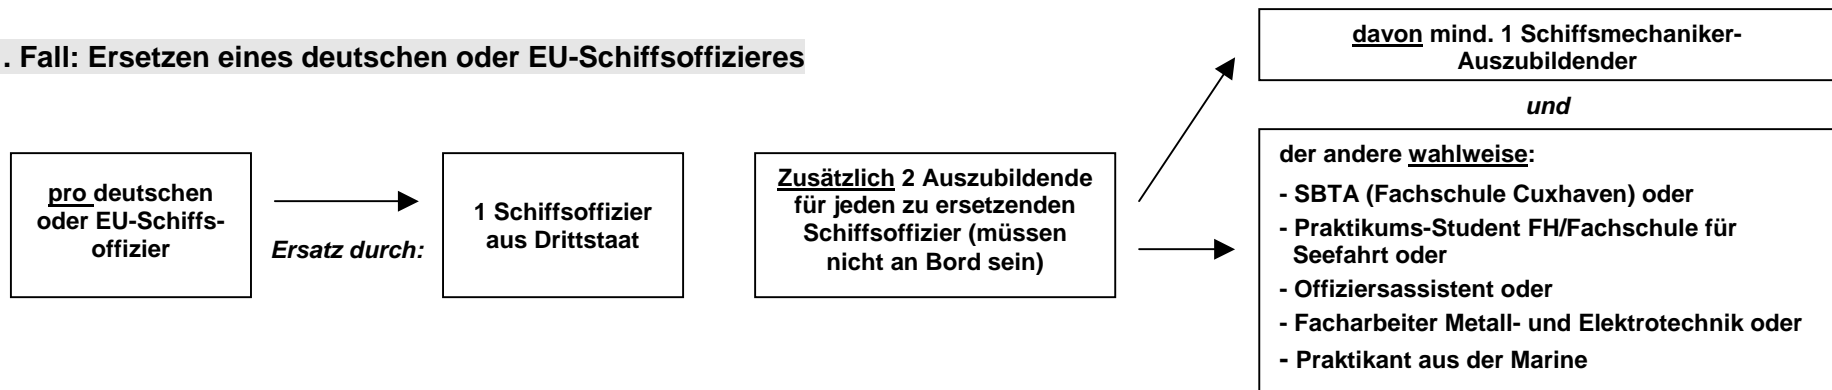 . Fall: Ersetzen eines deutschen oder EU-Schiffsoffizieres
pro deutschen
oder EU-Schiffs-
offizier
Ersatz durch:
1 Schiffsoffizier
aus Drittstaat
Zusätzlich 2 Auszubildende
für jeden zu ersetzenden
Schiffsoffizier (müssen
nicht an Bord sein)
davon mind. 1 Schiffsmechaniker-
Auszubildender
und
der andere wahlweise:
- SBTA (Fachschule Cuxhaven) oder
- Praktikums-Student FH/Fachschule für
Seefahrt oder
- Offiziersassistent oder
- Facharbeiter Metall- und Elektrotechnik oder
- Praktikant aus der Marine